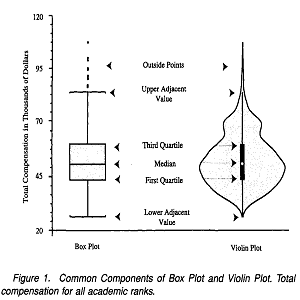 120
95
70
45
20
Total Compensation in Thousands of Dollars
Outside Points
Upper Adjacent
Value
Third Quartile
Median
First Quartile
Lower Adjacent
Value
Box Plot
Violin Plot
Figure 1. Common Components of Box Plot and Violin Plot. Total
compensation for all academic ranks.